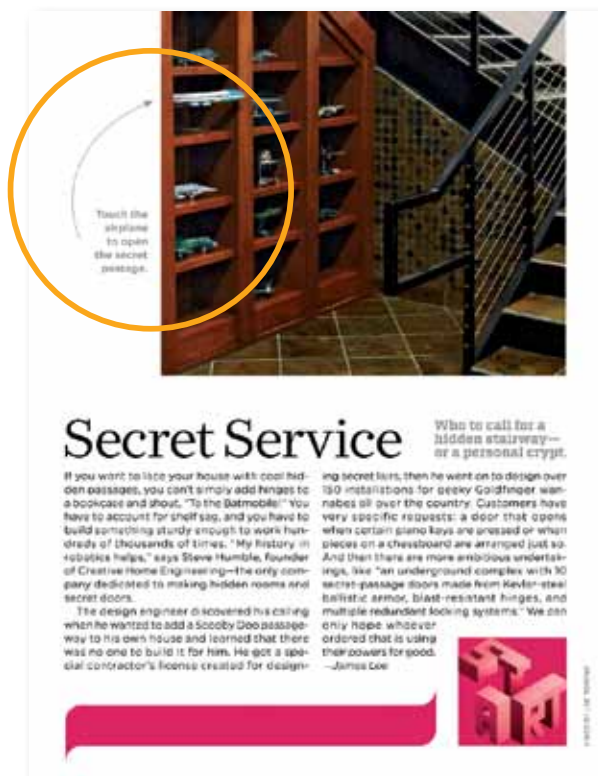 Touch the
airplane
to open
the secret
passage.
Secret Service
Who to call for a
hidden stairway—
or a personal crypt.
If you want to lace your house with cool hid-
den passages, you can't simply add hinges to
a bookcase and shout, "To the Batmobile!" You
have to account for shelf sag, and you have to
build something sturdy enough to work hun-
dreds of thousands of times. "My history in
robotics helps," says Steve Humble, founder
of Creative Home Engineering—the only com-
pany dedicated to making hidden rooms and
secret doors.
The design engineer discovered his calling
when he wanted to add a Scooby Doo passage-
way to his own house and learned that there
was no one to build it for him. He got a spe-
cial contractor's license created for design-
ing secret lairs, then he went on to design over
150 installations for geeky Goldfinger wan-
nabes all over the country. Customers have
very specific requests: a door that opens
when certain piano keys are pressed or when
pieces on a chessboard are arranged just so.
And then there are more ambitious undertak-
ings, like "an underground complex with 10
secret-passage doors made from Kevlar-steel
ballistic armor, blast-resistant hinges, and
multiple redundant locking systems." We can
only hope whoever
ordered that is using
their powers for good.
—James Lee
START